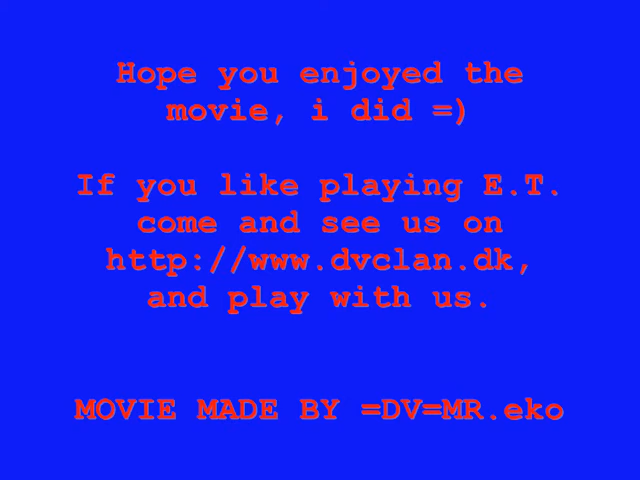 Hope you enjoyed the
movie, i did =)
If you like playing E.T.
come and see us on
http://www.dvclan.dk,
and play with us.
MOVIE MADE BY =DV=MR.eko